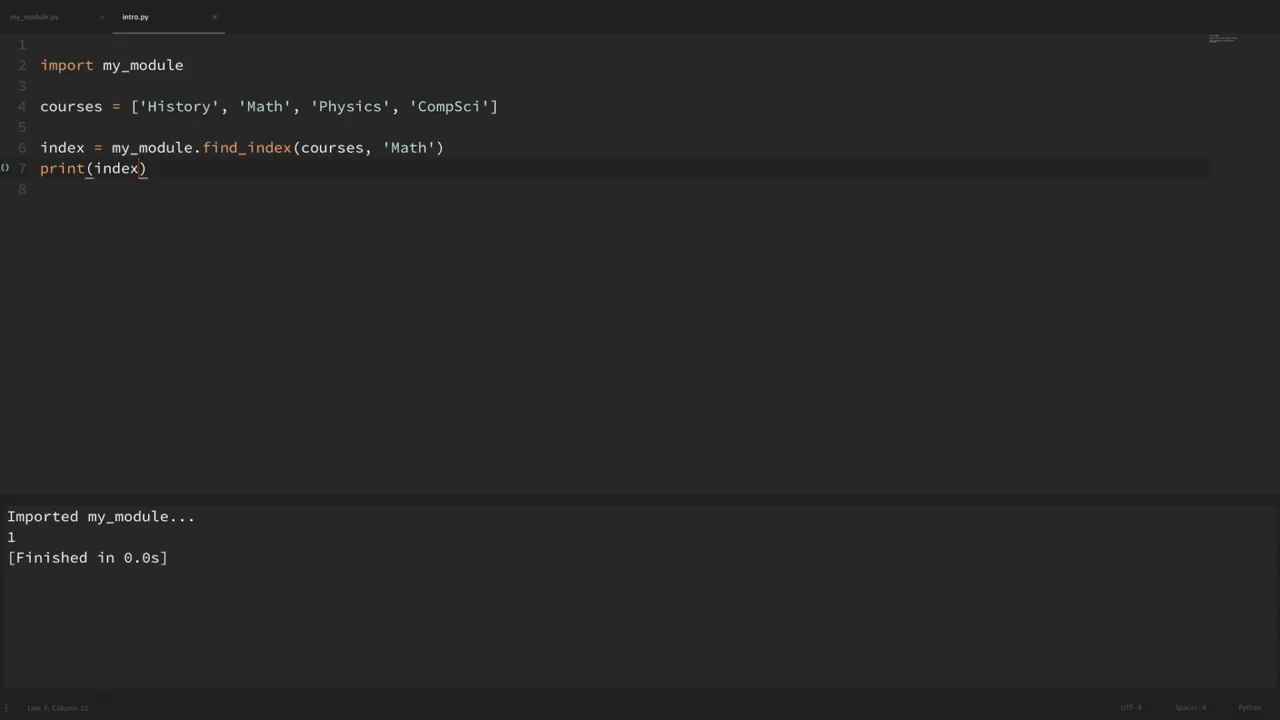 my_module.py × intro.py ×
1
2 import my_module
3
4 courses = ['History', 'Math', 'Physics', 'CompSci']
5
6 index = my_module.find_index(courses, 'Math')
7 print(index)
8
Imported my_module...
1
[Finished in 0.0s]
Line 7, Column 12 UTF-8 Spaces: 4 Python